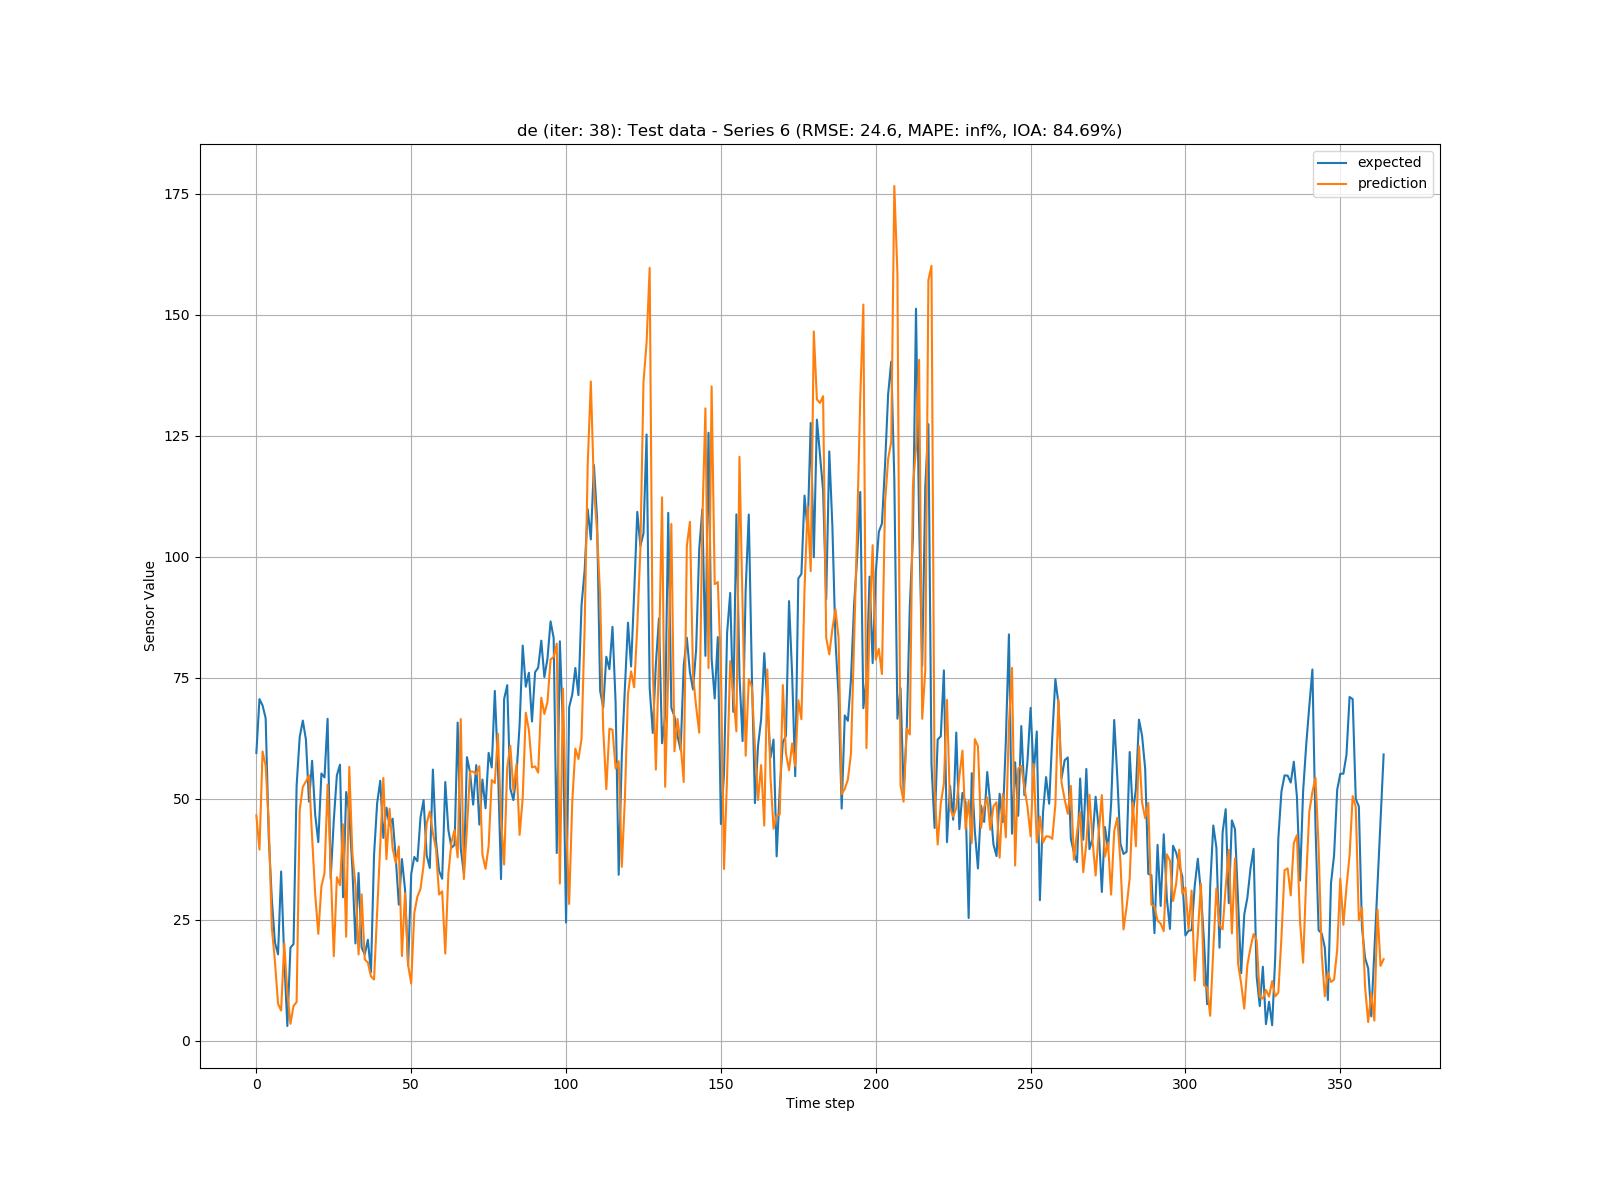 de (iter: 38): Test data - Series 6 (RMSE: 24.6, MAPE: inf%, IOA: 84.69%)
expected
prediction
175
150
125
100
75
50
25
0
Sensor Value
0 50 100 150 200 250 300 350
Time step